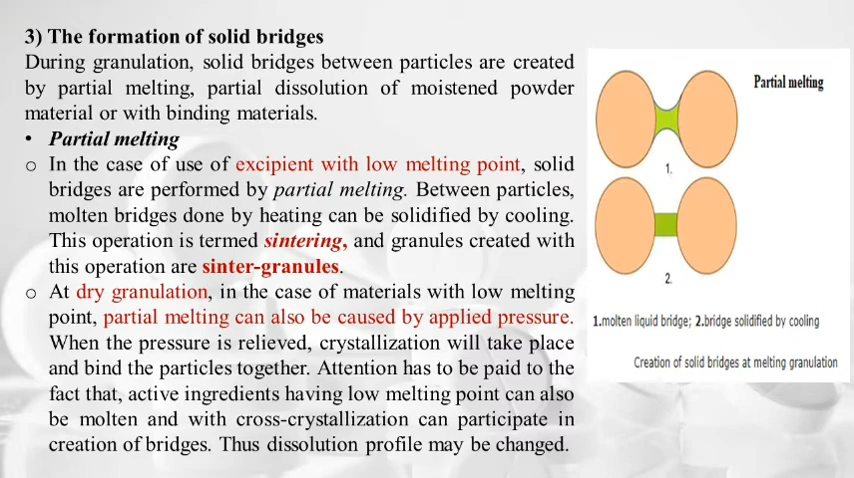 3) The formation of solid bridges
During granulation, solid bridges between particles are created
by partial melting, partial dissolution of moistened powder
material or with binding materials.
• Partial melting
o In the case of use of excipient with low melting point, solid
bridges are performed by partial melting. Between particles,
molten bridges done by heating can be solidified by cooling.
This operation is termed sintering, and granules created with
this operation are sinter-granules.
o At dry granulation, in the case of materials with low melting
point, partial melting can also be caused by applied pressure.
When the pressure is relieved, crystallization will take place
and bind the particles together. Attention has to be paid to the
fact that, active ingredients having low melting point can also
be molten and with cross-crystallization can participate in
creation of bridges. Thus dissolution profile may be changed.
Partial melting
1.
2.
1.molten liquid bridge; 2.bridge solidified by cooling
Creation of solid bridges at melting granulation